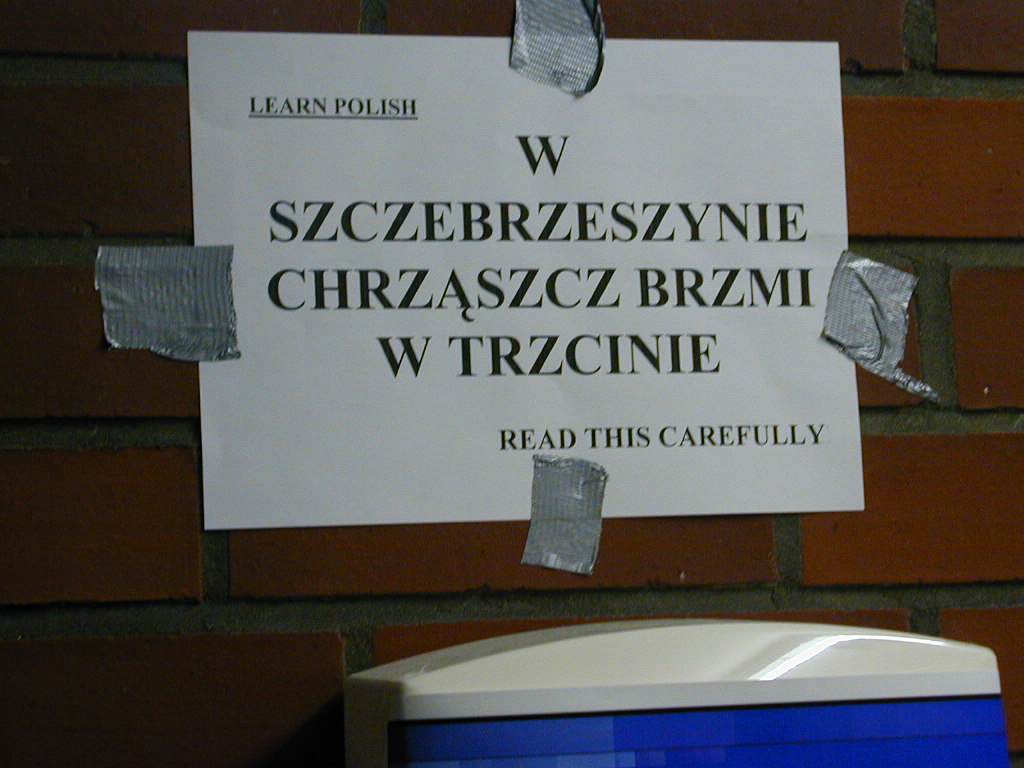 LEARN POLISH
W
SZCZEBRZESZYNIE
CHRZĄSZCZ BRZMI
W TRZCINIE
READ THIS CAREFULLY